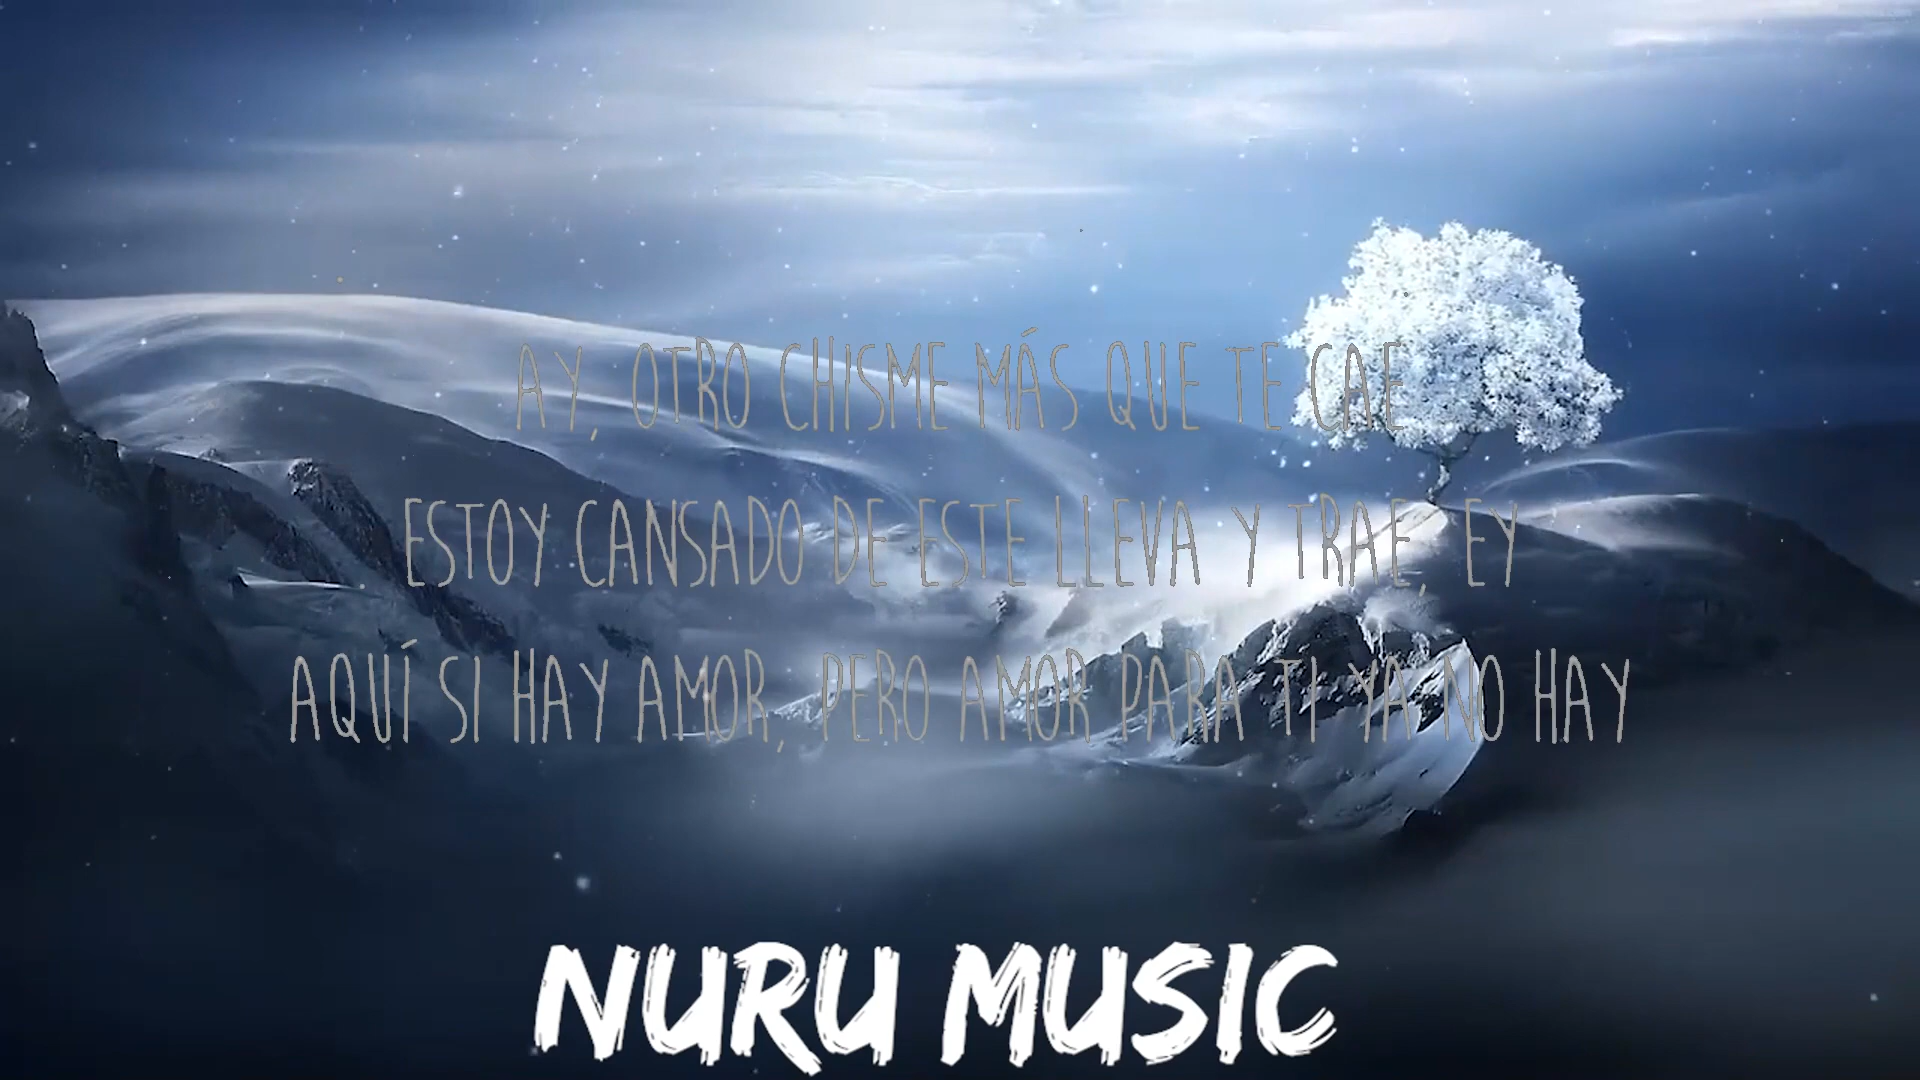 AY, OTRO CHISME MÁS QUE TE CAE
ESTOY CANSADO DE ESTE LLEVA Y TRAE, EY
AQUÍ SI HAY AMOR, PERO AMOR PARA TI YA NO HAY
NURU MUSIC